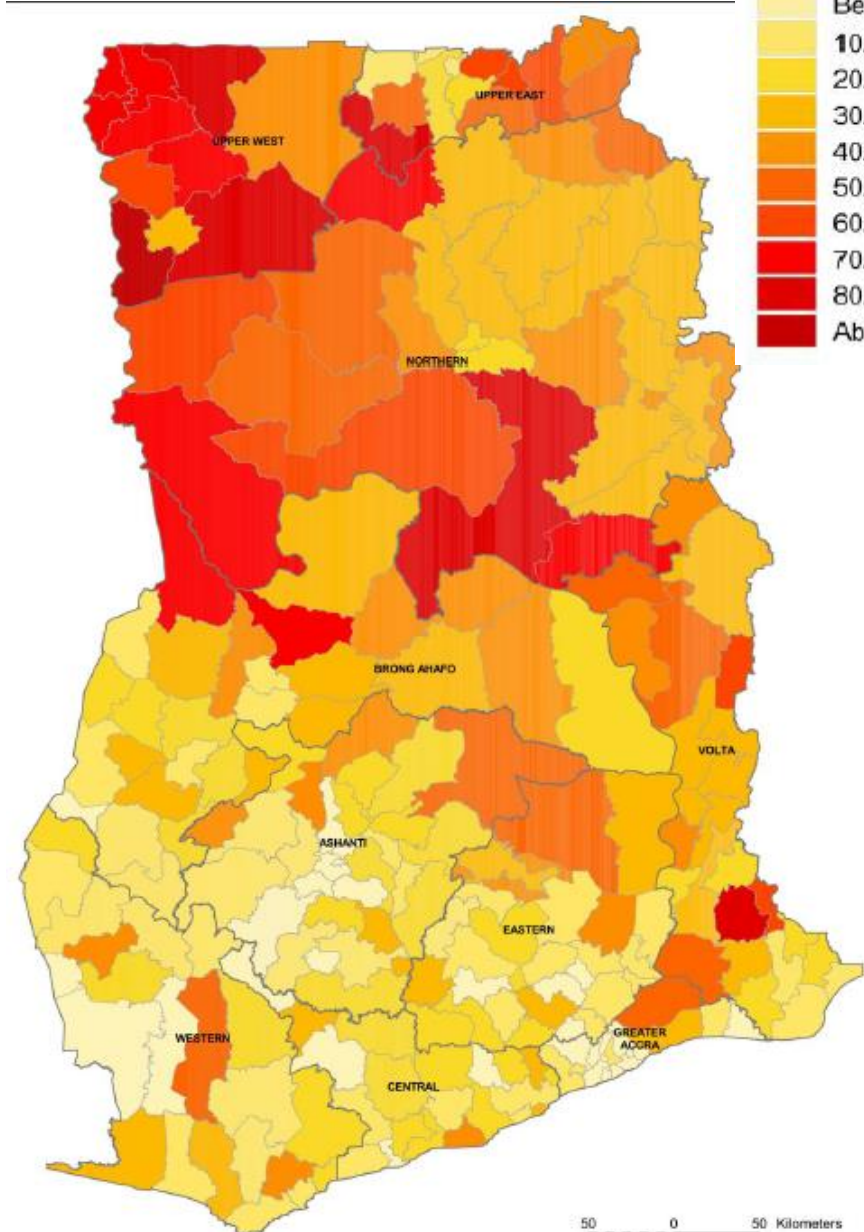 Be
10.
20.
30.
40.
50.
60.
70.
80.
Ab
UPPER EAST
UPPER WEST
NORTHERN
BRONG AHAFO
VOLTA
ASHANTI
EASTERN
WESTERN
GREATER
ACCRA
CENTRAL
50 0 50 Kilometers